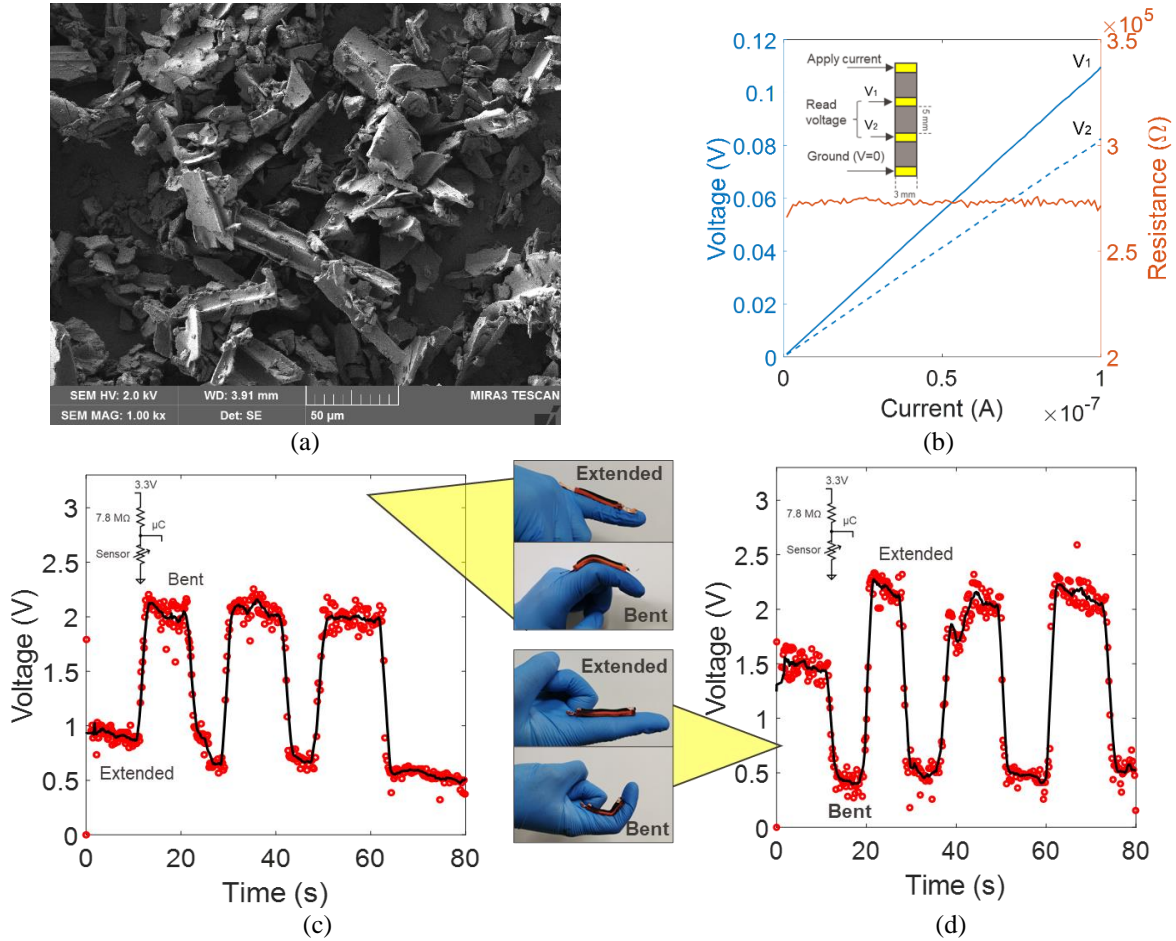 SEM HV: 2.0 kV WD: 3.91 mm MIRA3 TESCAN
SEM MAG: 1.00 kx Det: SE 50 µm
(a)
×10⁵
0.12 3.5
0.1
0.08 3
0.06
0.04 2.5
0.02
0 2
0 0.5 1
Voltage (V)
Resistance (Ω)
Current (A) ×10⁻⁷
V₁
V₂
Apply current
V₁
Read voltage
V₂
5 mm
Ground (V=0)
3 mm
(b)
3
2.5
2
1.5
1
0.5
0
0 20 40 60 80
Voltage (V)
Time (s)
3.3V
7.8 MΩ
µC
Sensor
Bent
Extended
(c)
Extended
Bent
Extended
Bent
3
2.5
2
1.5
1
0.5
0
0 20 40 60 80
Voltage (V)
Time (s)
3.3V
7.8 MΩ
µC
Sensor
Extended
Bent
(d)